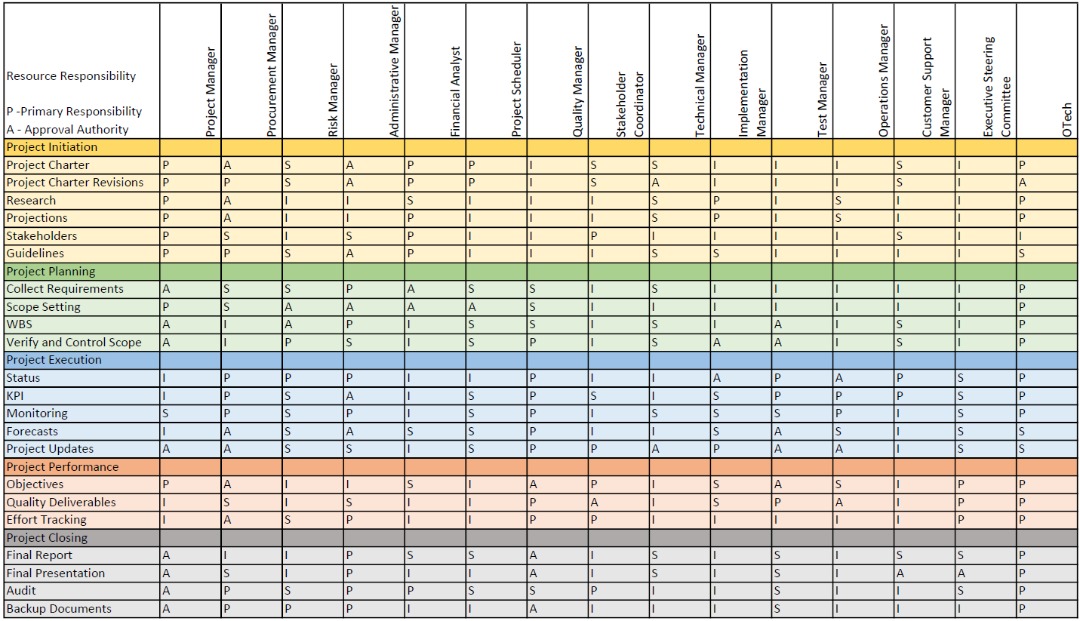 Resource Responsibility
P -Primary Responsibility
A - Approval Authority
Project Manager
Procurement Manager
Risk Manager
Administrative Manager
Financial Analyst
Project Scheduler
Quality Manager
Stakeholder
Coordinator
Technical Manager
Implementation
Manager
Test Manager
Operations Manager
Customer Support
Manager
Executive Steering
Committee
OTech
Project Initiation
Project Charter P A S A P P I S S I I I S I P
Project Charter Revisions P P S A P P I S A I I I S I A
Research P A I I S I I I S P I S I I P
Projections P A I I P I I I S P I S I I P
Stakeholders P S I S P I I P I I I I S I I
Guidelines P P S A P I I I S S I I I I S
Project Planning
Collect Requirements A S S P A S S I S I I I I I P
Scope Setting P S A A A A S I I I I I I I P
WBS A I A P I S S I S I A I S I P
Verify and Control Scope A I P S I S P I S A A I S I P
Project Execution
Status I P P P I I P I I A P A P S P
KPI I P S A I S P S I S P P P S P
Monitoring S P S P I S P I S S S P I S P
Forecasts I A S A S S P I I S A S I S S
Project Updates A A S S I S P P A P A A I S S
Project Performance
Objectives P A I I S I A P I S A S I P P
Quality Deliverables I S I S I I P A I S P A I P P
Effort Tracking I A S P I I P P I I I I I P P
Project Closing
Final Report A I I P S S A I S I S I S S P
Final Presentation A S I P I I A I S I S I A A P
Audit A P S P P S S P I I S I I S P
Backup Documents A P P P I I A I I I S I I I P